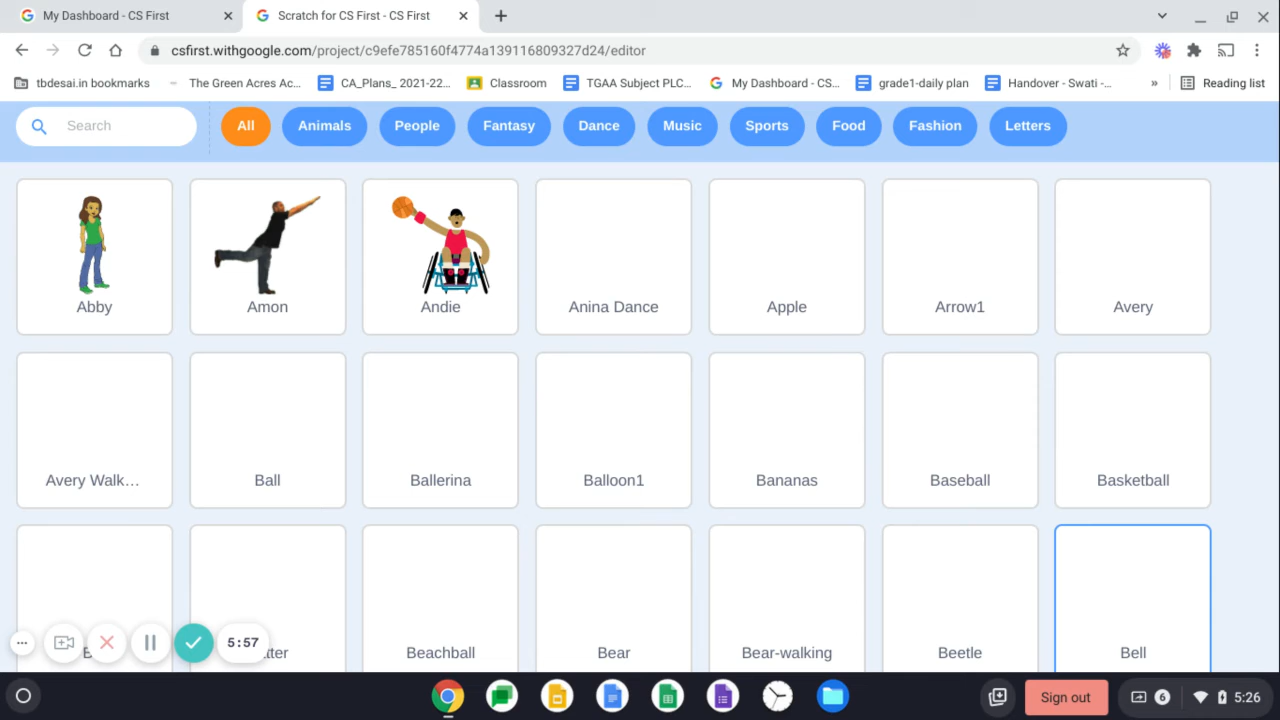 My Dashboard - CS First
Scratch for CS First - CS First
csfirst.withgoogle.com/project/c9efe785160f4774a139116809327d24/editor
tbdesai.in bookmarks
The Green Acres Ac...
CA_Plans_ 2021-22...
Classroom
TGAA Subject PLC...
My Dashboard - CS...
grade1-daily plan
Handover - Swati -...
»
Reading list
Search
All
Animals
People
Fantasy
Dance
Music
Sports
Food
Fashion
Letters
Abby
Amon
Andie
Anina Dance
Apple
Arrow1
Avery
Avery Walk...
Ball
Ballerina
Balloon1
Bananas
Baseball
Basketball
Beachball
Bear
Bear-walking
Beetle
Bell
5:57
Sign out
6
5:26